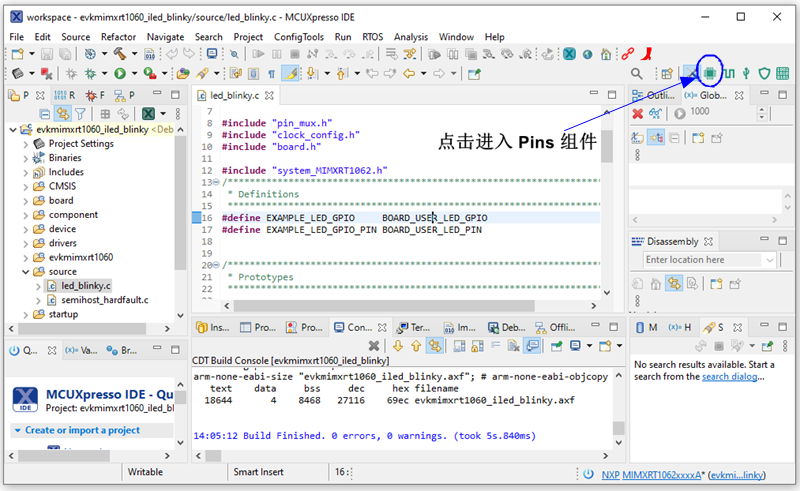 workspace - evkmimxrt1060_iled_blinky/source/led_blinky.c - MCUXpresso IDE
File Edit Source Refactor Navigate Search Project ConfigTools Run RTOS Analysis Window Help
P R F P
evkmimxrt1060_iled_blinky <Deb
Project Settings
Binaries
Includes
CMSIS
board
component
device
drivers
evkmimxrt1060
source
led_blinky.c
semihost_hardfault.c
startup
led_blinky.c
7
8 #include "pin_mux.h"
9 #include "clock_config.h"
10 #include "board.h"
11
12 #include "system_MIMXRT1062.h"
13 /*******************************************************
14 * Definitions
15 *******************************************************
16 #define EXAMPLE_LED_GPIO BOARD_USER_LED_GPIO
17 #define EXAMPLE_LED_GPIO_PIN BOARD_USER_LED_PIN
18
19
20 /*******************************************************
21 * Prototypes
22 *******************************************************
点击进入 Pins 组件
Outli... Glob...
1000
Disassembly
Enter location here
Q... Va... Br...
IDE
MCUXpresso IDE - Qu
Project: evkmimxrt1060_iled_blinky
Create or import a project
Ins... Pro... Pro... Con... Ter... Im... Deb... Offli...
CDT Build Console [evkmimxrt1060_iled_blinky]
arm-none-eabi-size "evkmimxrt1060_iled_blinky.axf"; # arm-none-eabi-objcopy
text data bss dec hex filename
18644 4 8468 27116 69ec evkmimxrt1060_iled_blinky.axf
14:05:12 Build Finished. 0 errors, 0 warnings. (took 5s.840ms)
M H S
No search results available. Start a
search from the search dialog...
Writable Smart Insert 16 : NXP MIMXRT1062xxxxA* (evkmi...linky)